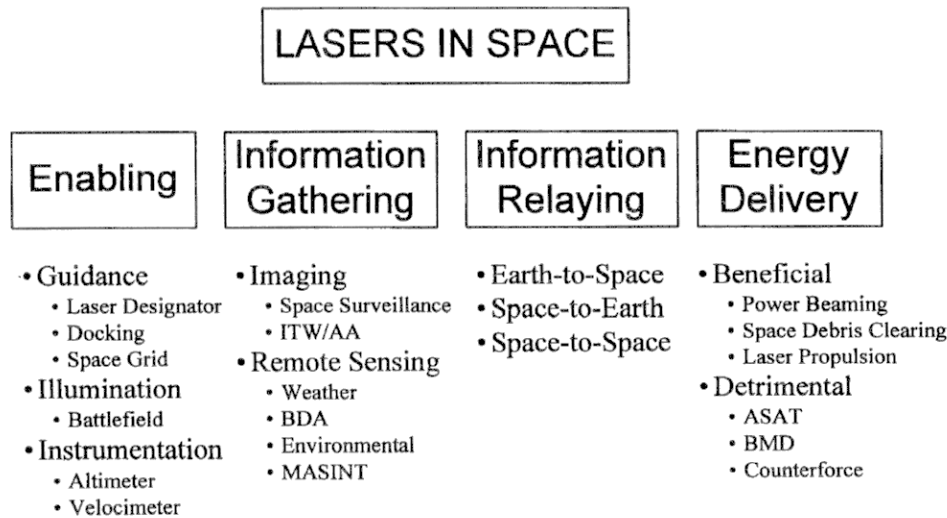 LASERS IN SPACE
Enabling
• Guidance
• Laser Designator
• Docking
• Space Grid
• Illumination
• Battlefield
• Instrumentation
• Altimeter
• Velocimeter
Information
Gathering
• Imaging
• Space Surveillance
• ITW/AA
• Remote Sensing
• Weather
• BDA
• Environmental
• MASINT
Information
Relaying
• Earth-to-Space
• Space-to-Earth
• Space-to-Space
Energy
Delivery
• Beneficial
• Power Beaming
• Space Debris Clearing
• Laser Propulsion
• Detrimental
• ASAT
• BMD
• Counterforce